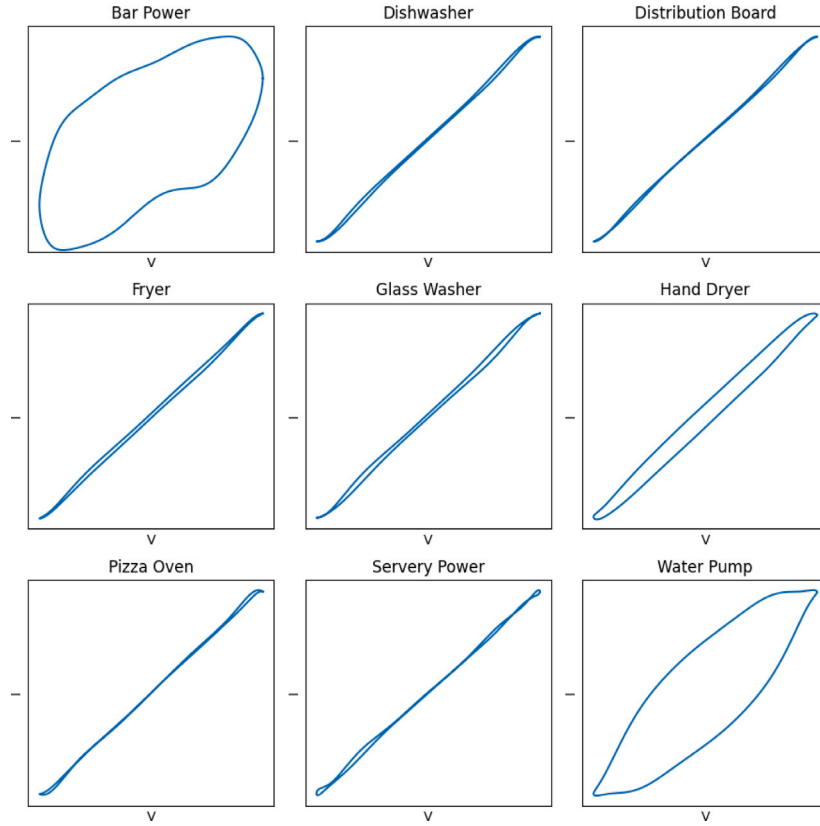 Bar Power
Dishwasher
Distribution Board
I
I
I
V
V
V
Fryer
Glass Washer
Hand Dryer
I
I
I
V
V
V
Pizza Oven
Servery Power
Water Pump
I
I
I
V
V
V